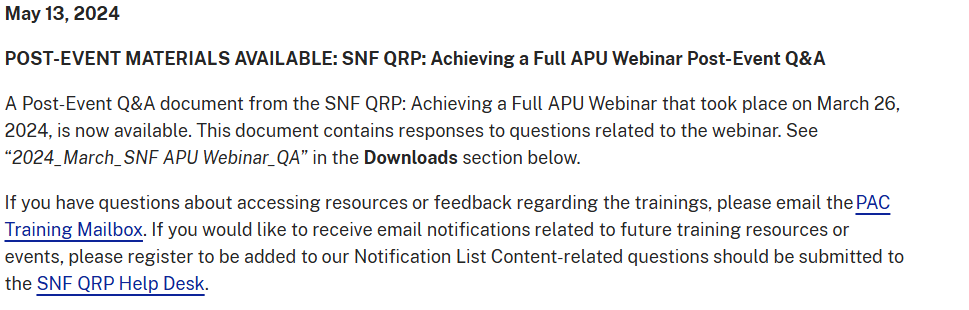 May 13, 2024
POST-EVENT MATERIALS AVAILABLE: SNF QRP: Achieving a Full APU Webinar Post-Event Q&A
A Post-Event Q&A document from the SNF QRP: Achieving a Full APU Webinar that took place on March 26,
2024, is now available. This document contains responses to questions related to the webinar. See
“2024_March_SNF APU Webinar_QA” in the Downloads section below.
If you have questions about accessing resources or feedback regarding the trainings, please email the PAC
Training Mailbox. If you would like to receive email notifications related to future training resources or
events, please register to be added to our Notification List Content-related questions should be submitted to
the SNF QRP Help Desk.